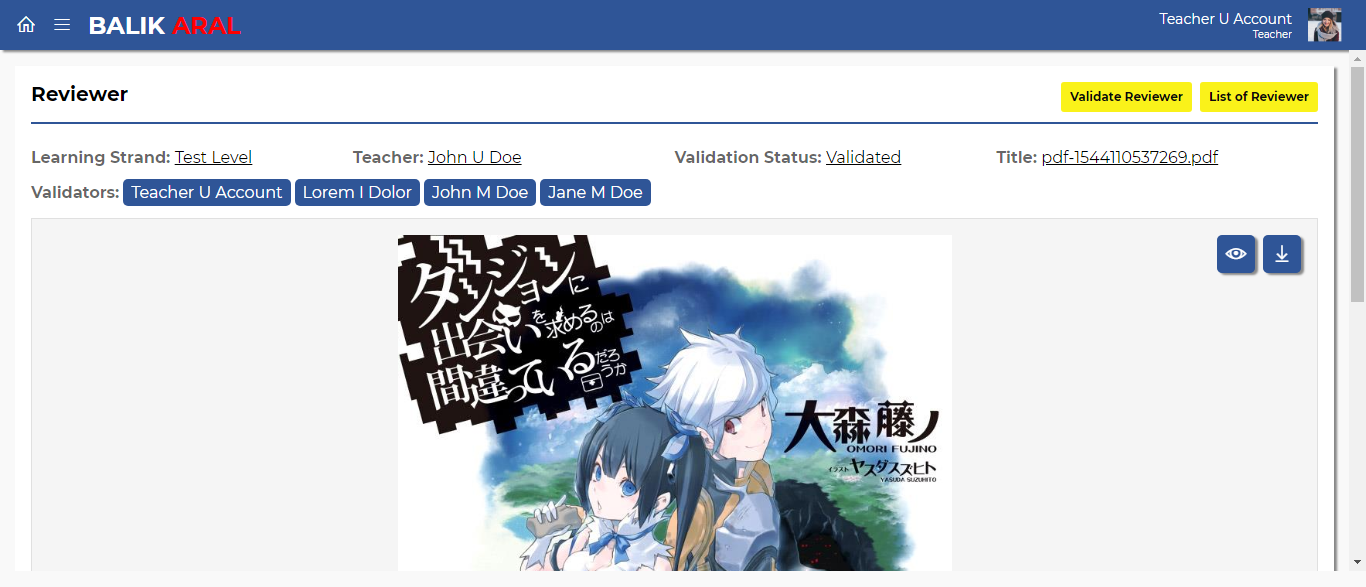 BALIK ARAL
Teacher U Account
Teacher
Reviewer
Validate Reviewer
List of Reviewer
Learning Strand: Test Level
Teacher: John U Doe
Validation Status: Validated
Title: pdf-1544110537269.pdf
Validators: Teacher U Account Lorem I Dolor John M Doe Jane M Doe
ダンジョンに
出会いを求めるのは
間違っているだろうか
大森藤ノ
OMORI FUJINO
イラスト ヤスダスズヒト
YASUDA SUZUHITO